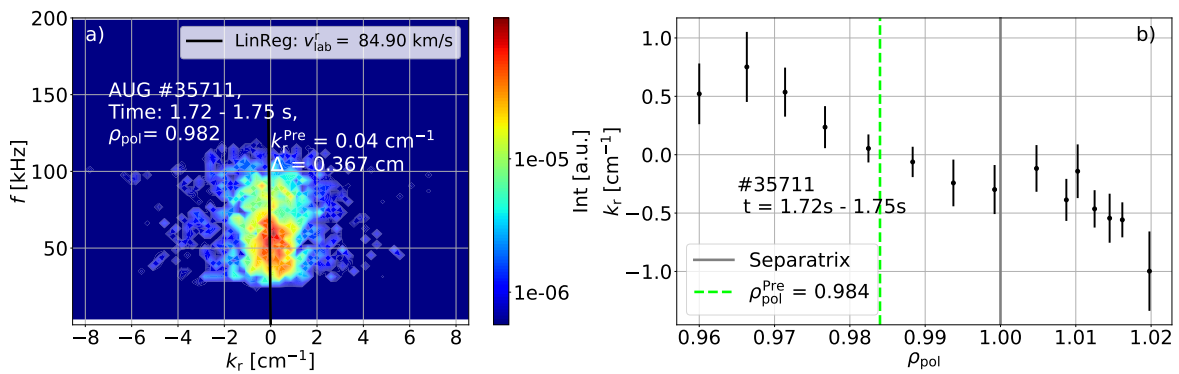 a)
LinReg: v^r_lab = 84.90 km/s
AUG #35711,
Time: 1.72 - 1.75 s,
ρ_pol= 0.982
k_r^Pre = 0.04 cm⁻¹
Δ = 0.367 cm
200
150
100
50
f [kHz]
−8 −6 −4 −2 0 2 4 6 8
k_r [cm⁻¹]
1e-05
1e-06
Int [a.u.]
b)
1.0
0.5
0.0
−0.5
−1.0
k_r [cm⁻¹]
#35711
t = 1.72s - 1.75s
Separatrix
ρ_pol^Pre = 0.984
0.96 0.97 0.98 0.99 1.00 1.01 1.02
ρ_pol